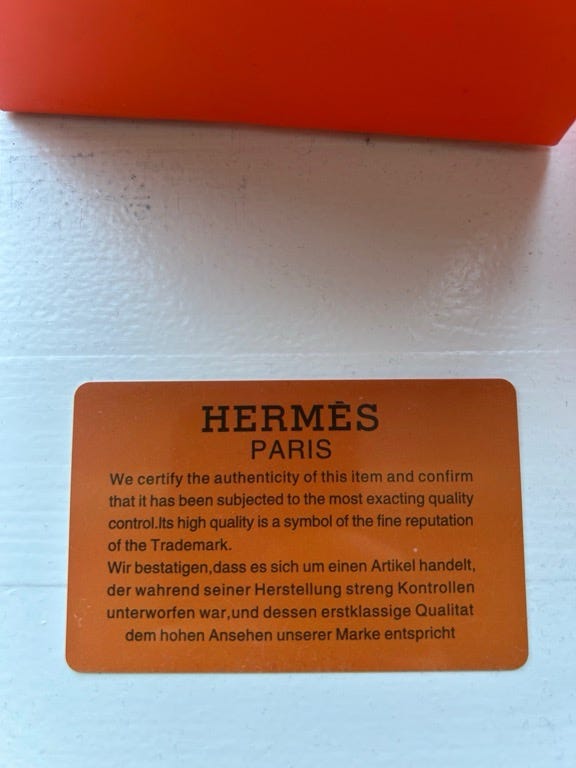 HERMÈS
PARIS
We certify the authenticity of this item and confirm
that it has been subjected to the most exacting quality
control.Its high quality is a symbol of the fine reputation
of the Trademark.
Wir bestatigen,dass es sich um einen Artikel handelt,
der wahrend seiner Herstellung streng Kontrollen
unterworfen war,und dessen erstklassige Qualitat
dem hohen Ansehen unserer Marke entspricht